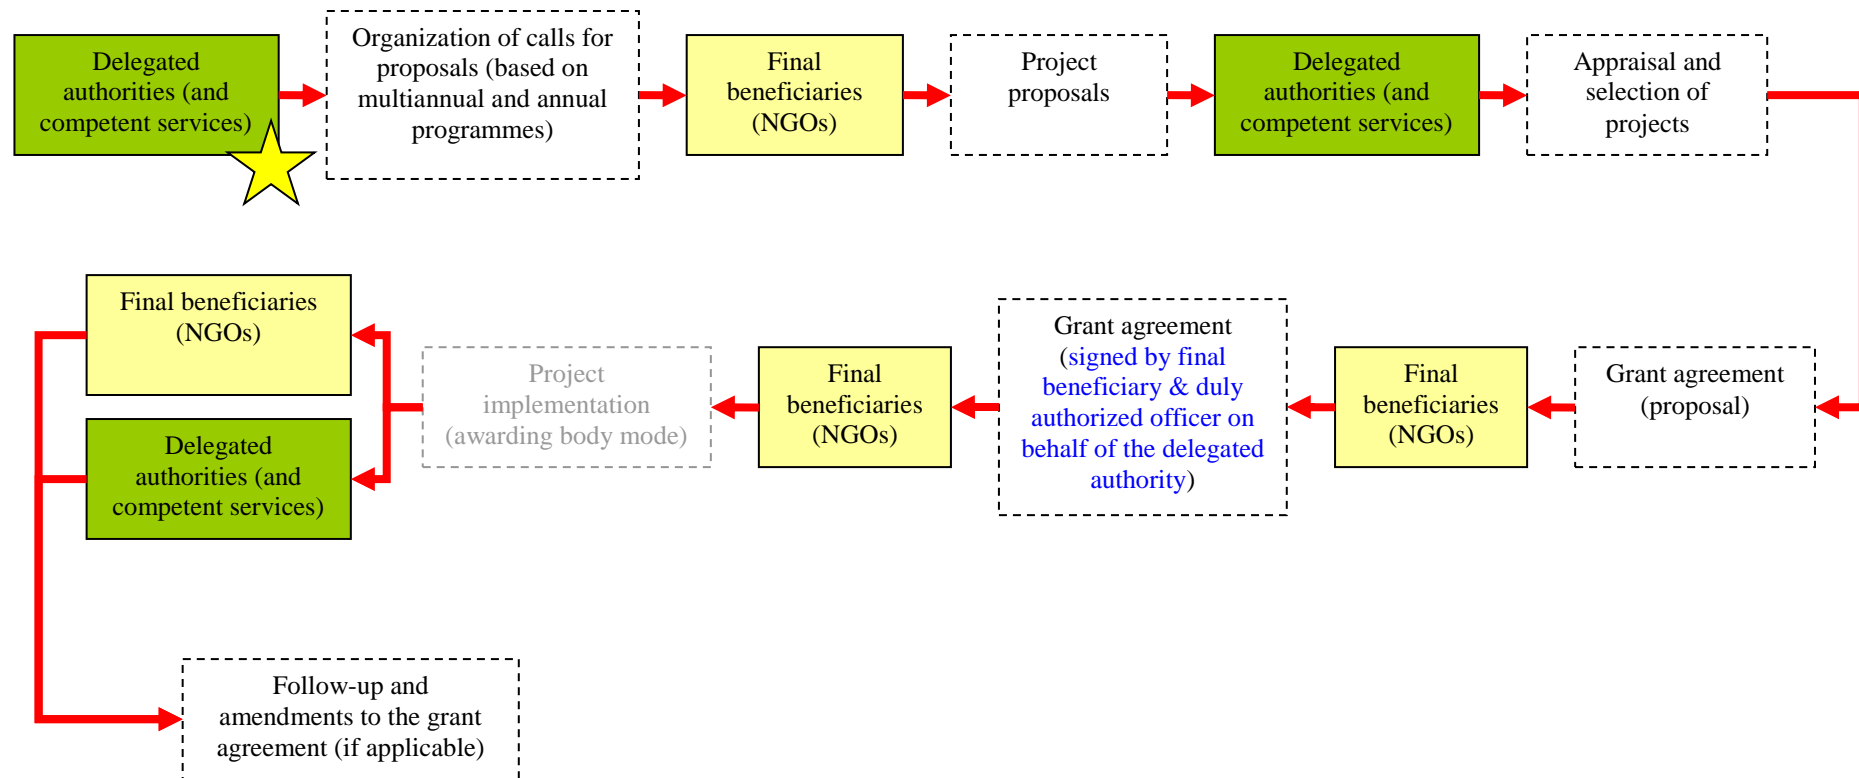 Delegated
authorities (and
competent services)
Organization of calls for
proposals (based on
multiannual and annual
programmes)
Final
beneficiaries
(NGOs)
Project
proposals
Delegated
authorities (and
competent services)
Appraisal and
selection of
projects
Grant agreement
(proposal)
Final
beneficiaries
(NGOs)
Grant agreement
(signed by final
beneficiary & duly
authorized officer on
behalf of the delegated
authority)
Final
beneficiaries
(NGOs)
Project
implementation
(awarding body mode)
Final beneficiaries
(NGOs)
Delegated
authorities (and
competent services)
Follow-up and
amendments to the grant
agreement (if applicable)